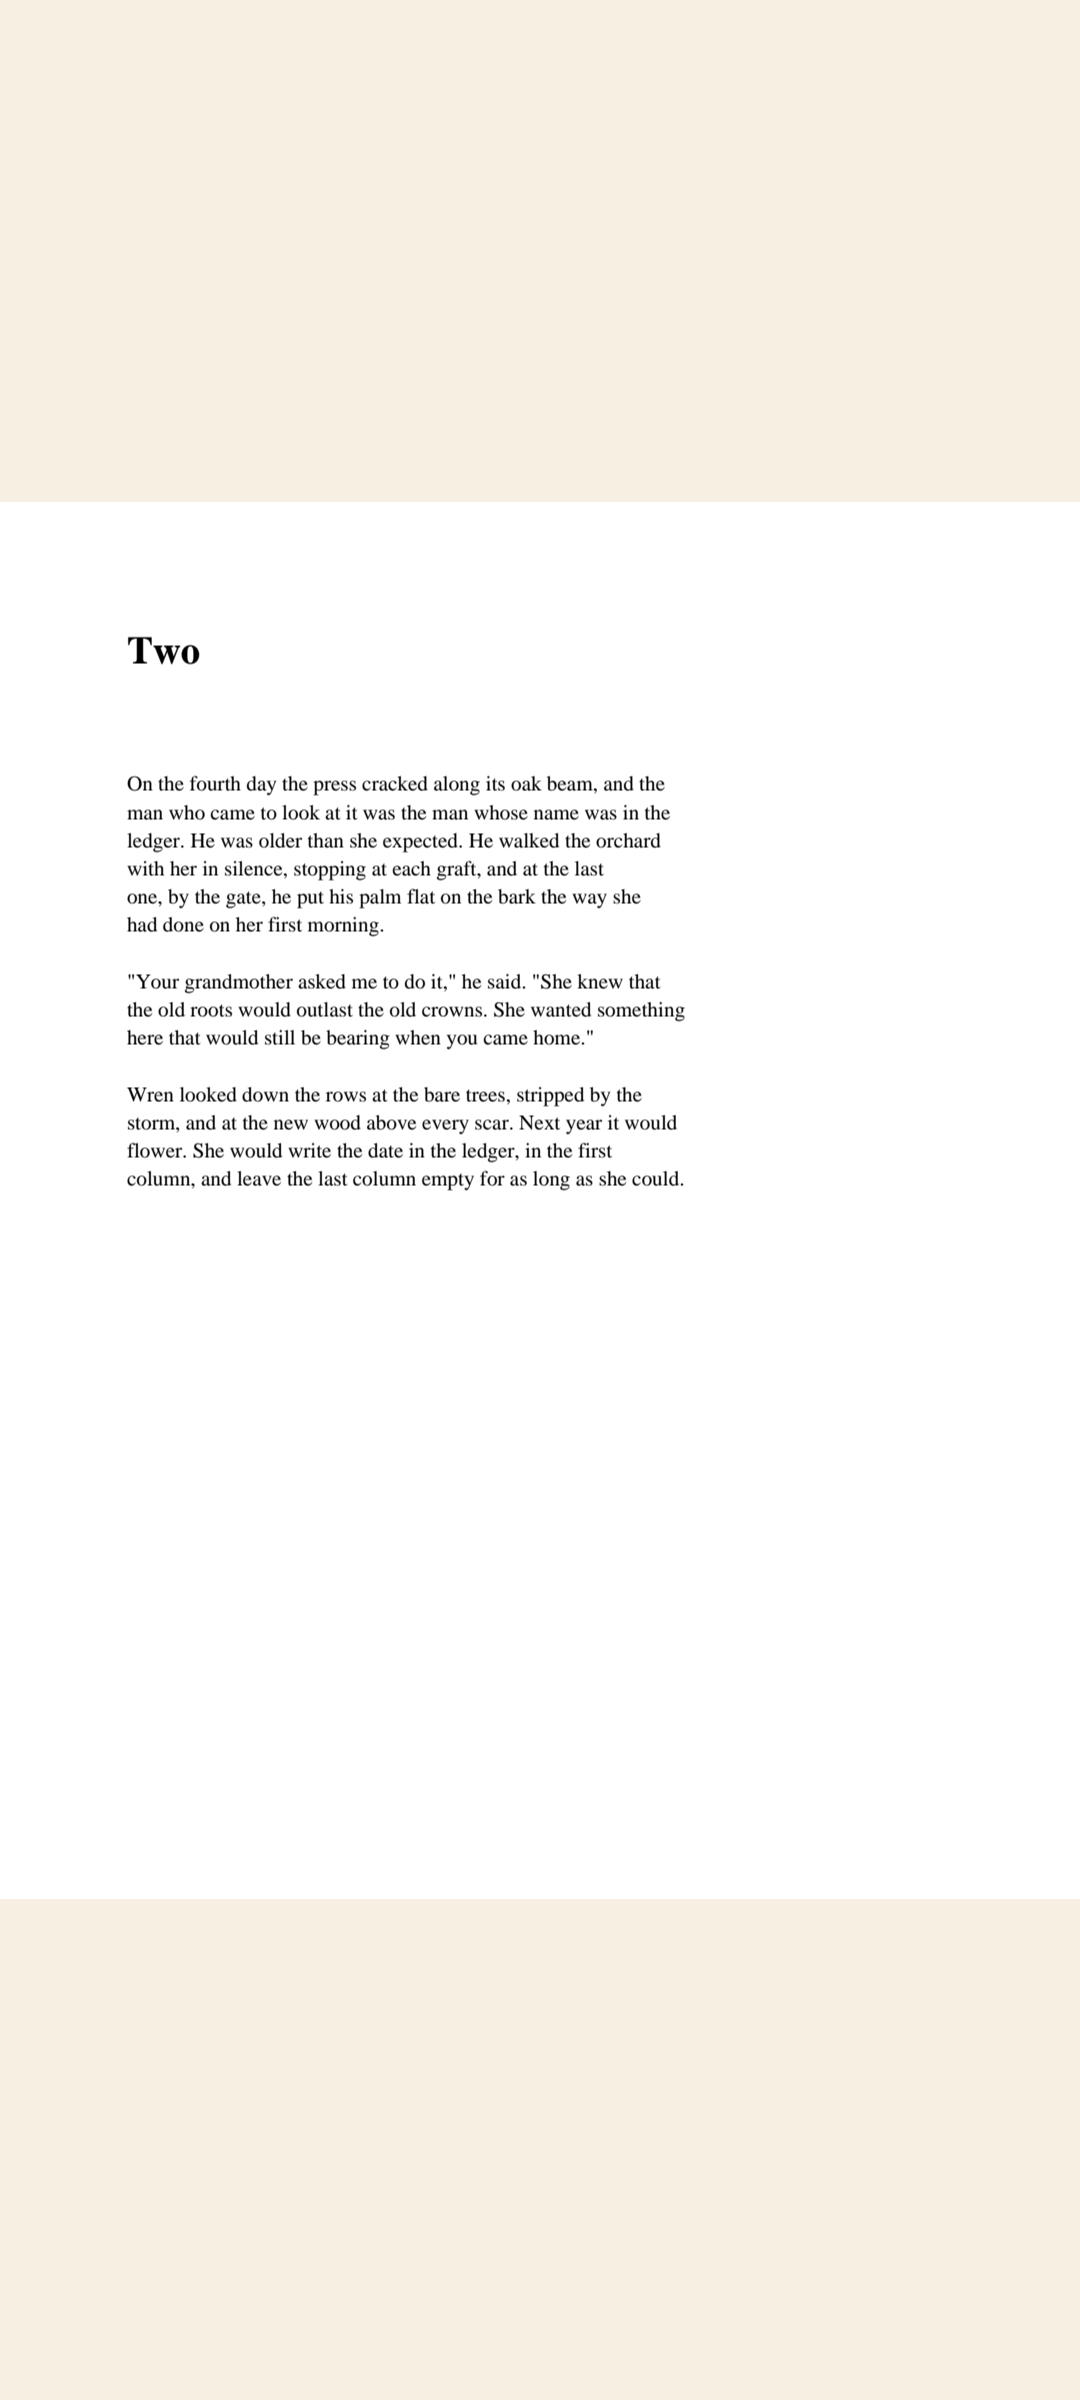 Two
On the fourth day the press cracked along its oak beam, and the
man who came to look at it was the man whose name was in the
ledger. He was older than she expected. He walked the orchard
with her in silence, stopping at each graft, and at the last
one, by the gate, he put his palm flat on the bark the way she
had done on her first morning.
"Your grandmother asked me to do it," he said. "She knew that
the old roots would outlast the old crowns. She wanted something
here that would still be bearing when you came home."
Wren looked down the rows at the bare trees, stripped by the
storm, and at the new wood above every scar. Next year it would
flower. She would write the date in the ledger, in the first
column, and leave the last column empty for as long as she could.